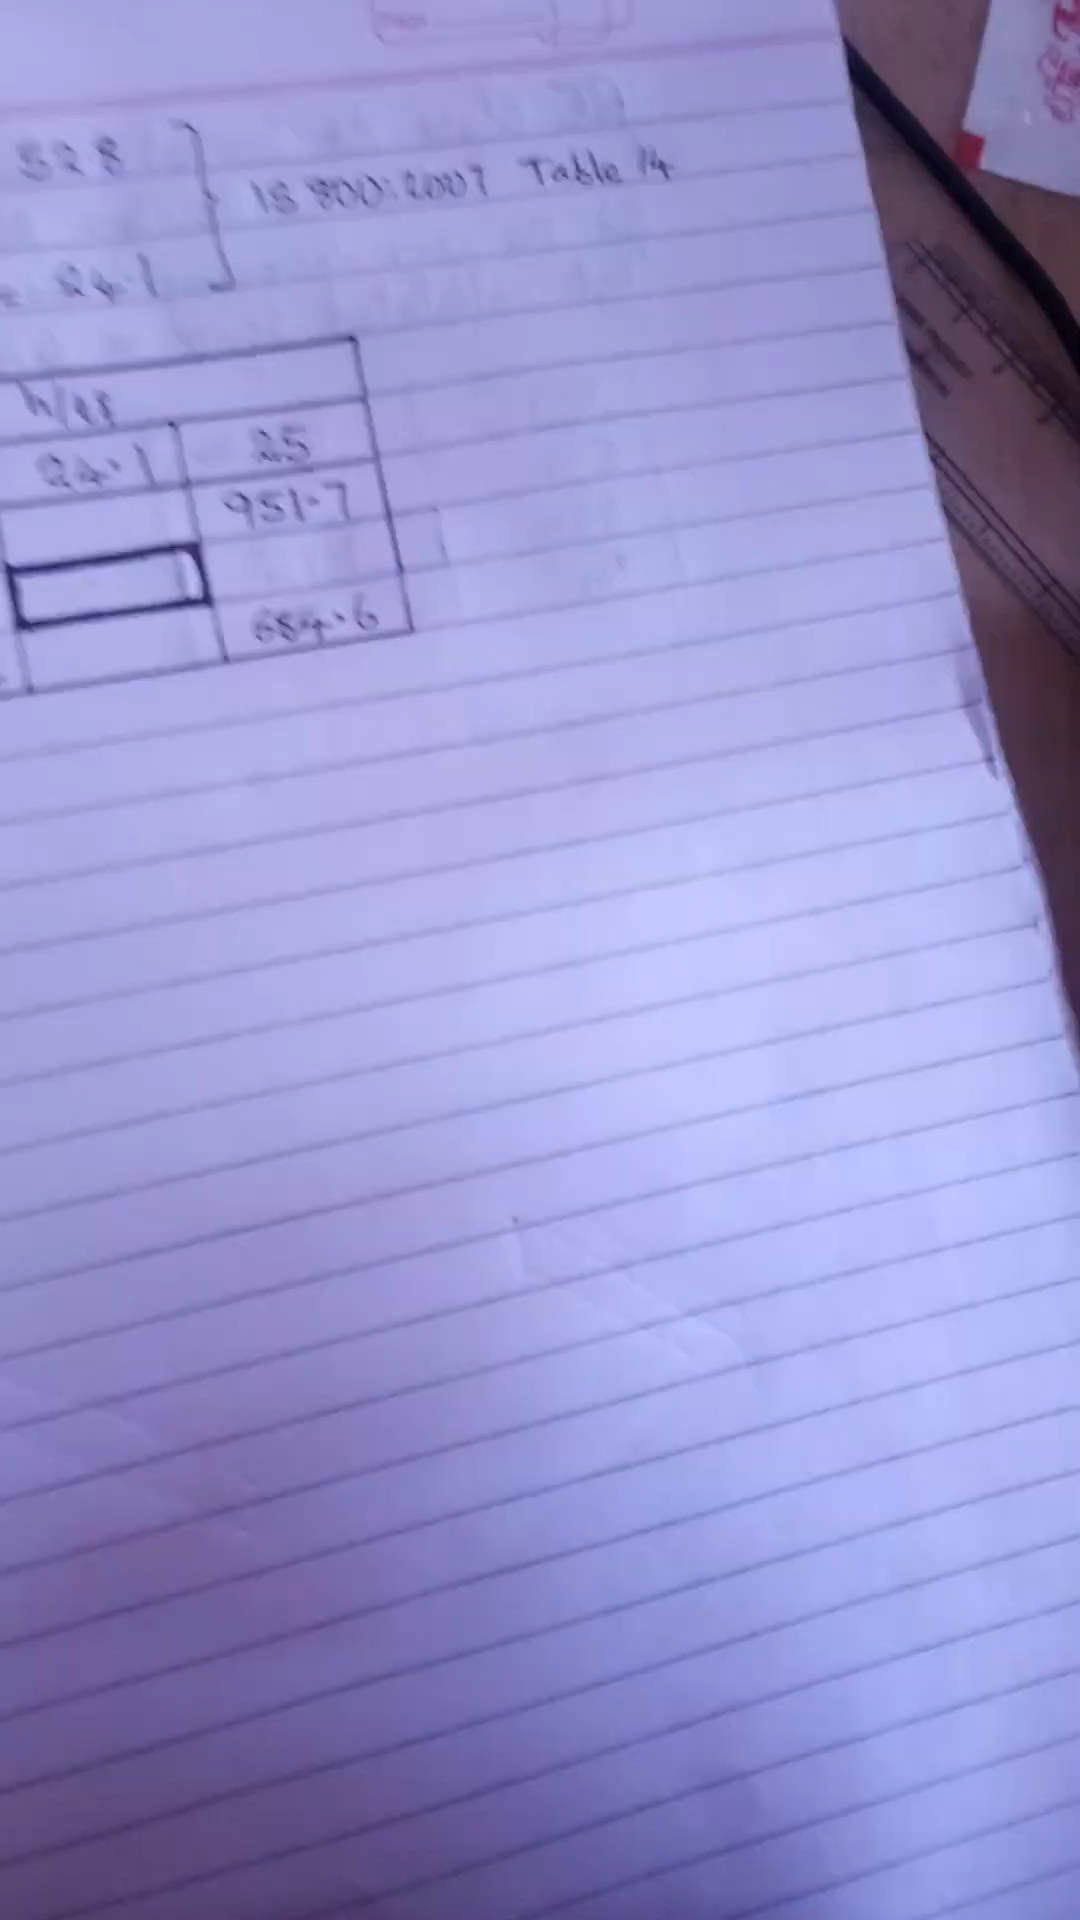 528
IS 800:2007 Table 14
= 24.1
h/tf
24.1 25
951.7
684.6